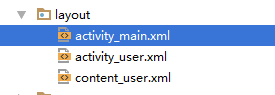 layout
activity_main.xml
activity_user.xml
content_user.xml